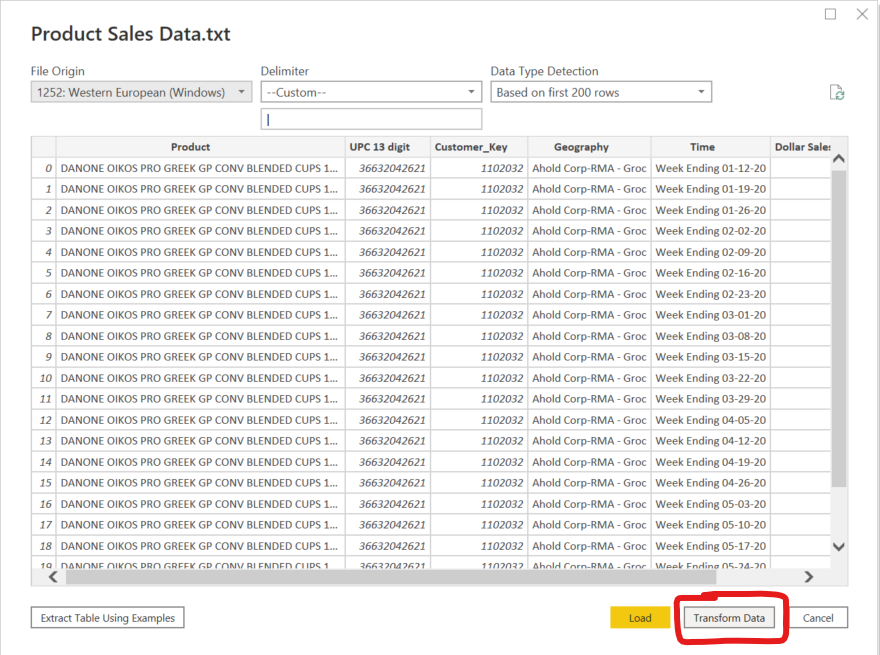 Product Sales Data.txt
File Origin Delimiter Data Type Detection
1252: Western European (Windows) --Custom-- Based on first 200 rows
|
Product UPC 13 digit Customer_Key Geography Time Dollar Sales
0 DANONE OIKOS PRO GREEK GP CONV BLENDED CUPS 1... 36632042621 1102032 Ahold Corp-RMA - Groc Week Ending 01-12-20
1 DANONE OIKOS PRO GREEK GP CONV BLENDED CUPS 1... 36632042621 1102032 Ahold Corp-RMA - Groc Week Ending 01-19-20
2 DANONE OIKOS PRO GREEK GP CONV BLENDED CUPS 1... 36632042621 1102032 Ahold Corp-RMA - Groc Week Ending 01-26-20
3 DANONE OIKOS PRO GREEK GP CONV BLENDED CUPS 1... 36632042621 1102032 Ahold Corp-RMA - Groc Week Ending 02-02-20
4 DANONE OIKOS PRO GREEK GP CONV BLENDED CUPS 1... 36632042621 1102032 Ahold Corp-RMA - Groc Week Ending 02-09-20
5 DANONE OIKOS PRO GREEK GP CONV BLENDED CUPS 1... 36632042621 1102032 Ahold Corp-RMA - Groc Week Ending 02-16-20
6 DANONE OIKOS PRO GREEK GP CONV BLENDED CUPS 1... 36632042621 1102032 Ahold Corp-RMA - Groc Week Ending 02-23-20
7 DANONE OIKOS PRO GREEK GP CONV BLENDED CUPS 1... 36632042621 1102032 Ahold Corp-RMA - Groc Week Ending 03-01-20
8 DANONE OIKOS PRO GREEK GP CONV BLENDED CUPS 1... 36632042621 1102032 Ahold Corp-RMA - Groc Week Ending 03-08-20
9 DANONE OIKOS PRO GREEK GP CONV BLENDED CUPS 1... 36632042621 1102032 Ahold Corp-RMA - Groc Week Ending 03-15-20
10 DANONE OIKOS PRO GREEK GP CONV BLENDED CUPS 1... 36632042621 1102032 Ahold Corp-RMA - Groc Week Ending 03-22-20
11 DANONE OIKOS PRO GREEK GP CONV BLENDED CUPS 1... 36632042621 1102032 Ahold Corp-RMA - Groc Week Ending 03-29-20
12 DANONE OIKOS PRO GREEK GP CONV BLENDED CUPS 1... 36632042621 1102032 Ahold Corp-RMA - Groc Week Ending 04-05-20
13 DANONE OIKOS PRO GREEK GP CONV BLENDED CUPS 1... 36632042621 1102032 Ahold Corp-RMA - Groc Week Ending 04-12-20
14 DANONE OIKOS PRO GREEK GP CONV BLENDED CUPS 1... 36632042621 1102032 Ahold Corp-RMA - Groc Week Ending 04-19-20
15 DANONE OIKOS PRO GREEK GP CONV BLENDED CUPS 1... 36632042621 1102032 Ahold Corp-RMA - Groc Week Ending 04-26-20
16 DANONE OIKOS PRO GREEK GP CONV BLENDED CUPS 1... 36632042621 1102032 Ahold Corp-RMA - Groc Week Ending 05-03-20
17 DANONE OIKOS PRO GREEK GP CONV BLENDED CUPS 1... 36632042621 1102032 Ahold Corp-RMA - Groc Week Ending 05-10-20
18 DANONE OIKOS PRO GREEK GP CONV BLENDED CUPS 1... 36632042621 1102032 Ahold Corp-RMA - Groc Week Ending 05-17-20
19 DANONE OIKOS PRO GREEK GP CONV BLENDED CUPS 1... 36632042621 1102032 Ahold Corp-RMA - Groc Week Ending 05-24-20
Extract Table Using Examples Load Transform Data Cancel